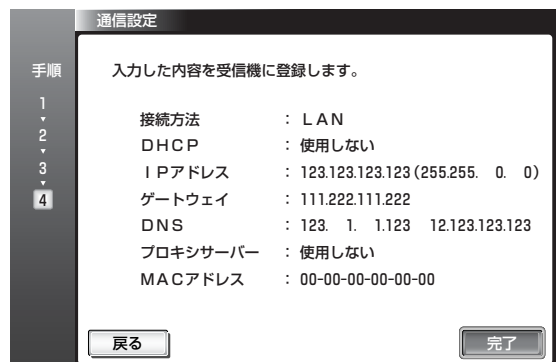 通信設定
手順
1
2
3
4
入力した内容を受信機に登録します。
接続方法 : LAN
DHCP : 使用しない
IPアドレス : 123.123.123.123(255.255. 0. 0)
ゲートウェイ : 111.222.111.222
DNS : 123. 1. 1.123 12.123.123.123
プロキシサーバー : 使用しない
MACアドレス : 00-00-00-00-00-00
戻る
完了